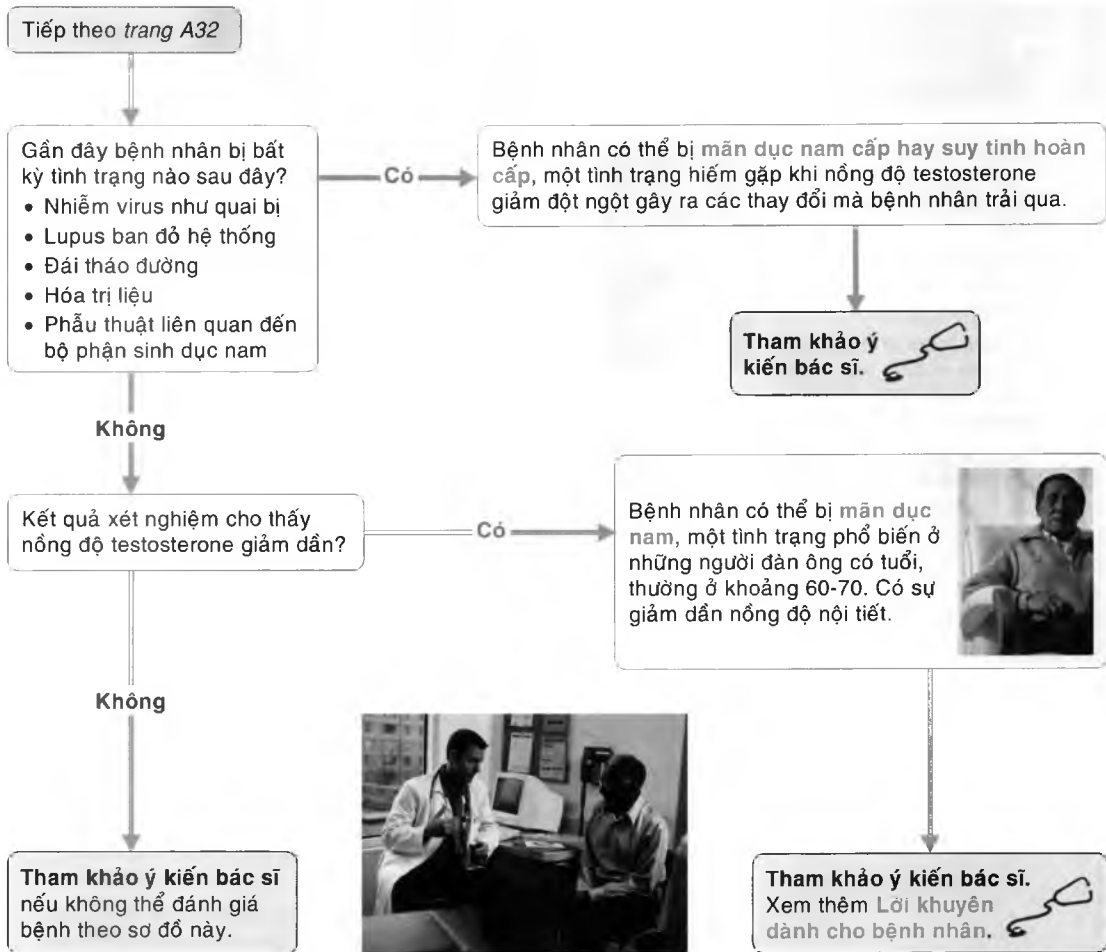 Tiếp theo trang A32
Gần đây bệnh nhân bị bất
kỳ tình trạng nào sau đây?
• Nhiễm virus như quai bị
• Lupus ban đỏ hệ thống
• Đái tháo đường
• Hóa trị liệu
• Phẫu thuật liên quan đến
bộ phận sinh dục nam
Có
Bệnh nhân có thể bị mãn dục nam cấp hay suy tinh hoàn
cấp, một tình trạng hiếm gặp khi nồng độ testosterone
giảm đột ngột gây ra các thay đổi mà bệnh nhân trải qua.
Tham khảo ý
kiến bác sĩ.
Không
Kết quả xét nghiệm cho thấy
nồng độ testosterone giảm dần?
Có
Bệnh nhân có thể bị mãn dục
nam, một tình trạng phổ biến ở
những người đàn ông có tuổi,
thường ở khoảng 60-70. Có sự
giảm dần nồng độ nội tiết.
Không
Tham khảo ý kiến bác sĩ
nếu không thể đánh giá
bệnh theo sơ đồ này.
Tham khảo ý kiến bác sĩ.
Xem thêm Lời khuyên
dành cho bệnh nhân.